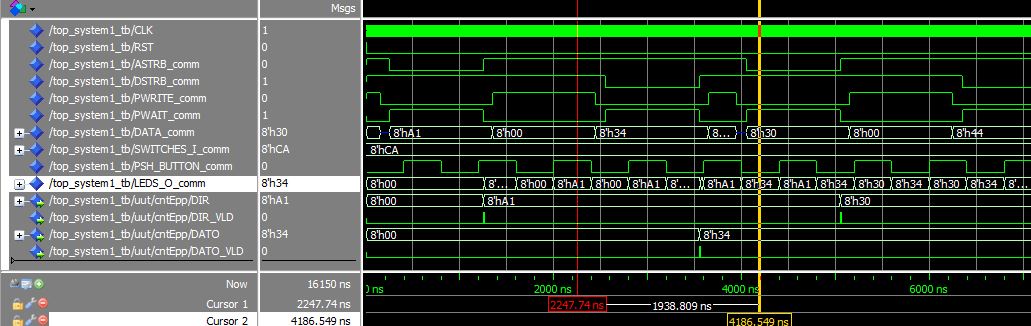 Msgs
/top_system1_tb/CLK 1
/top_system1_tb/RST 0
/top_system1_tb/ASTRB_comm 0
/top_system1_tb/DSTRB_comm 1
/top_system1_tb/PWRITE_comm 0
/top_system1_tb/PWAIT_comm 1
/top_system1_tb/DATA_comm 8'h30 8'hA1 8'h00 8'h34 8'... 8'h30 8'h00 8'h44
/top_system1_tb/SWITCHES_I_comm 8'hCA 8'hCA
/top_system1_tb/PSH_BUTTON_comm 0
/top_system1_tb/LEDS_O_comm 8'h34 8'h00 8'... 8'h00 8'hA1 8'h00 8'hA1 8'h34 8'hA1 8'h34 8'hA1 8'h34 8'h30 8'h34 8'h30 8'h34 8'h30
/top_system1_tb/uut/cntEpp/DIR 8'hA1 8'h00 8'hA1 8'h30
/top_system1_tb/uut/cntEpp/DIR_VLD 0
/top_system1_tb/uut/cntEpp/DATO 8'h34 8'h00 8'h34
/top_system1_tb/uut/cntEpp/DATO_VLD 0
Now 16150 ns ns 2000 ns 4000 ns 6000 ns
Cursor 1 2247.74 ns 2247.74 ns 1938.809 ns
Cursor 2 4186.549 ns 4186.549 ns